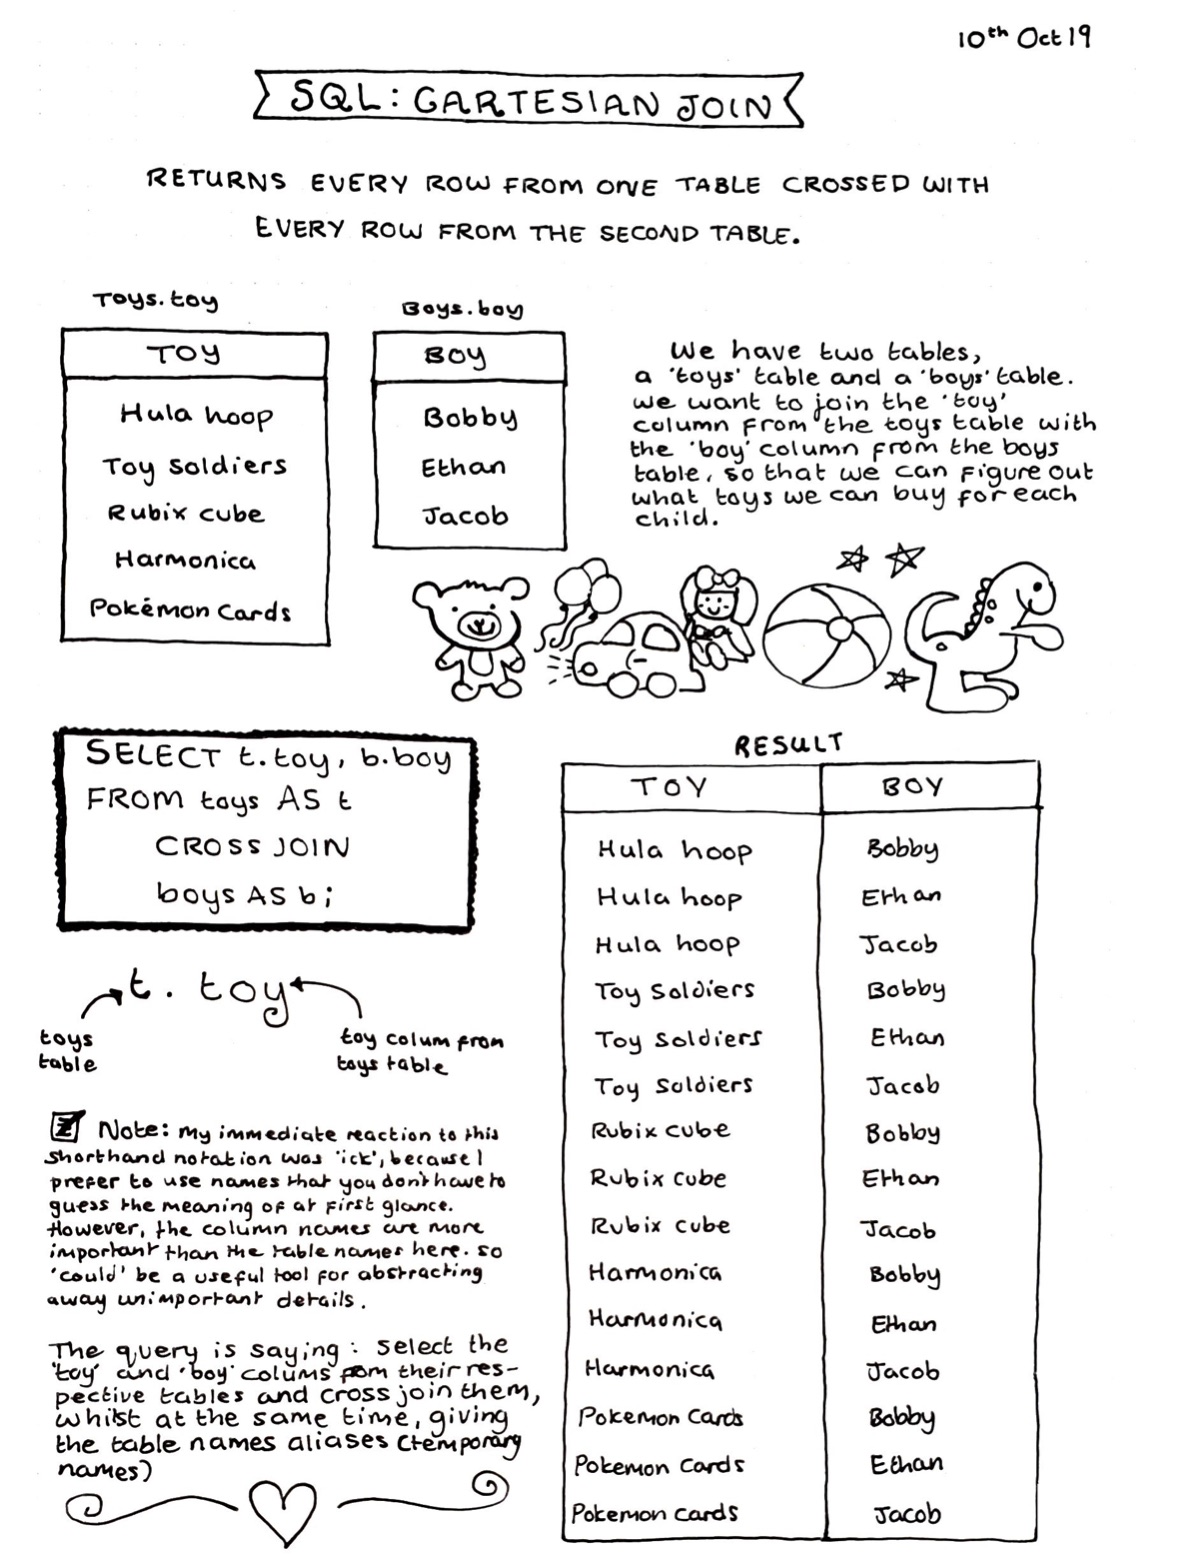 10th Oct 19
SQL: CARTESIAN JOIN
RETURNS EVERY ROW FROM ONE TABLE CROSSED WITH
EVERY ROW FROM THE SECOND TABLE.
Toys.toy
TOY
Hula hoop
Toy Soldiers
Rubix cube
Harmonica
Pokémon Cards
Boys.boy
BOY
Bobby
Ethan
Jacob
We have two tables,
a 'toys' table and a 'boys' table.
We want to join the 'toy'
column from the toys table with
the 'boy' column from the boys
table, so that we can figure out
what toys we can buy for each
child.
SELECT t.toy, b.boy
FROM toys AS t
CROSS JOIN
boys AS b;
t. toy
toys
table
toy colum from
toys table
Note: My immediate reaction to this
shorthand notation was 'ick', because I
prefer to use names that you don't have to
guess the meaning of at first glance.
However, the column names are more
important than the table names here. so
'could' be a useful tool for abstracting
away unimportant details.
The query is saying: select the
'toy' and 'boy' colums from their res-
pective tables and cross join them,
whilst at the same time, giving
the table names aliases (temporary
names)
RESULT
TOY BOY
Hula hoop Bobby
Hula hoop Ethan
Hula hoop Jacob
Toy Soldiers Bobby
Toy Soldiers Ethan
Toy Soldiers Jacob
Rubix cube Bobby
Rubix cube Ethan
Rubix cube Jacob
Harmonica Bobby
Harmonica Ethan
Harmonica Jacob
Pokemon Cards Bobby
Pokemon Cards Ethan
Pokemon Cards Jacob